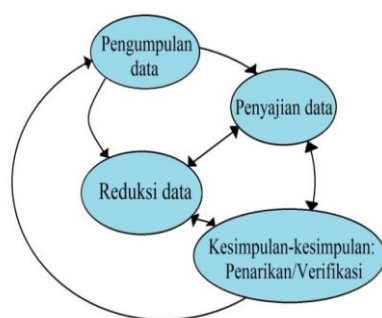 Pengumpulan
data
Penyajian data
Reduksi data
Kesimpulan-kesimpulan:
Penarikan/Verifikasi